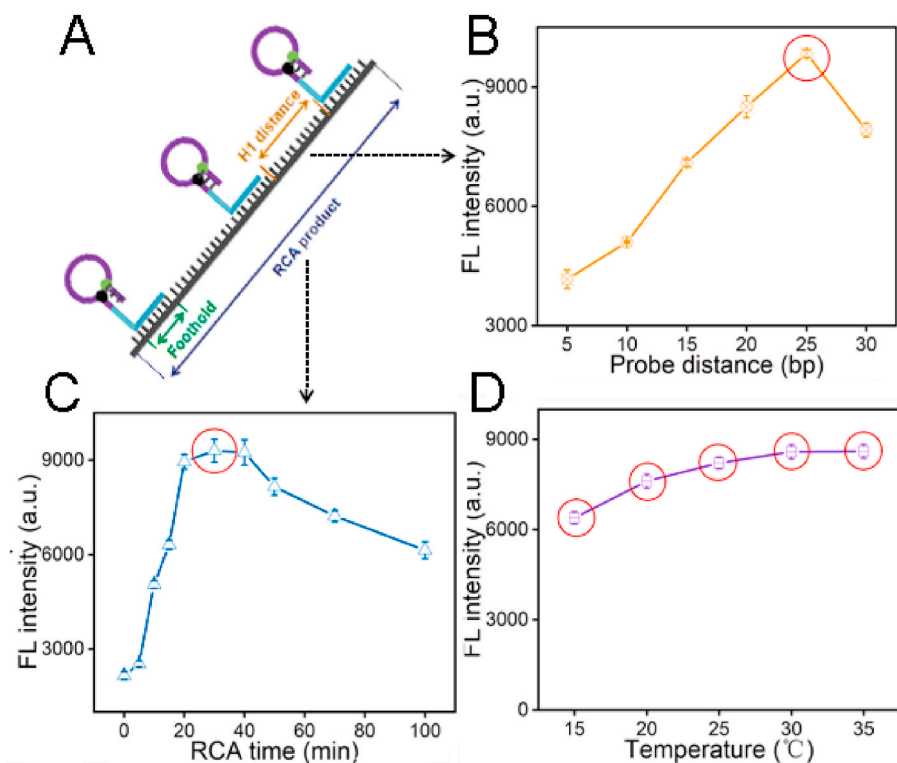 A
H1 distance
RCA product
Foothold
B
FL intensity (a.u.)
9000
6000
3000
5 10 15 20 25 30
Probe distance (bp)
C
FL intensity (a.u.)
9000
6000
3000
0 20 40 60 80 100
RCA time (min)
D
FL intensity (a.u.)
9000
6000
3000
0
15 20 25 30 35
Temperature (℃)